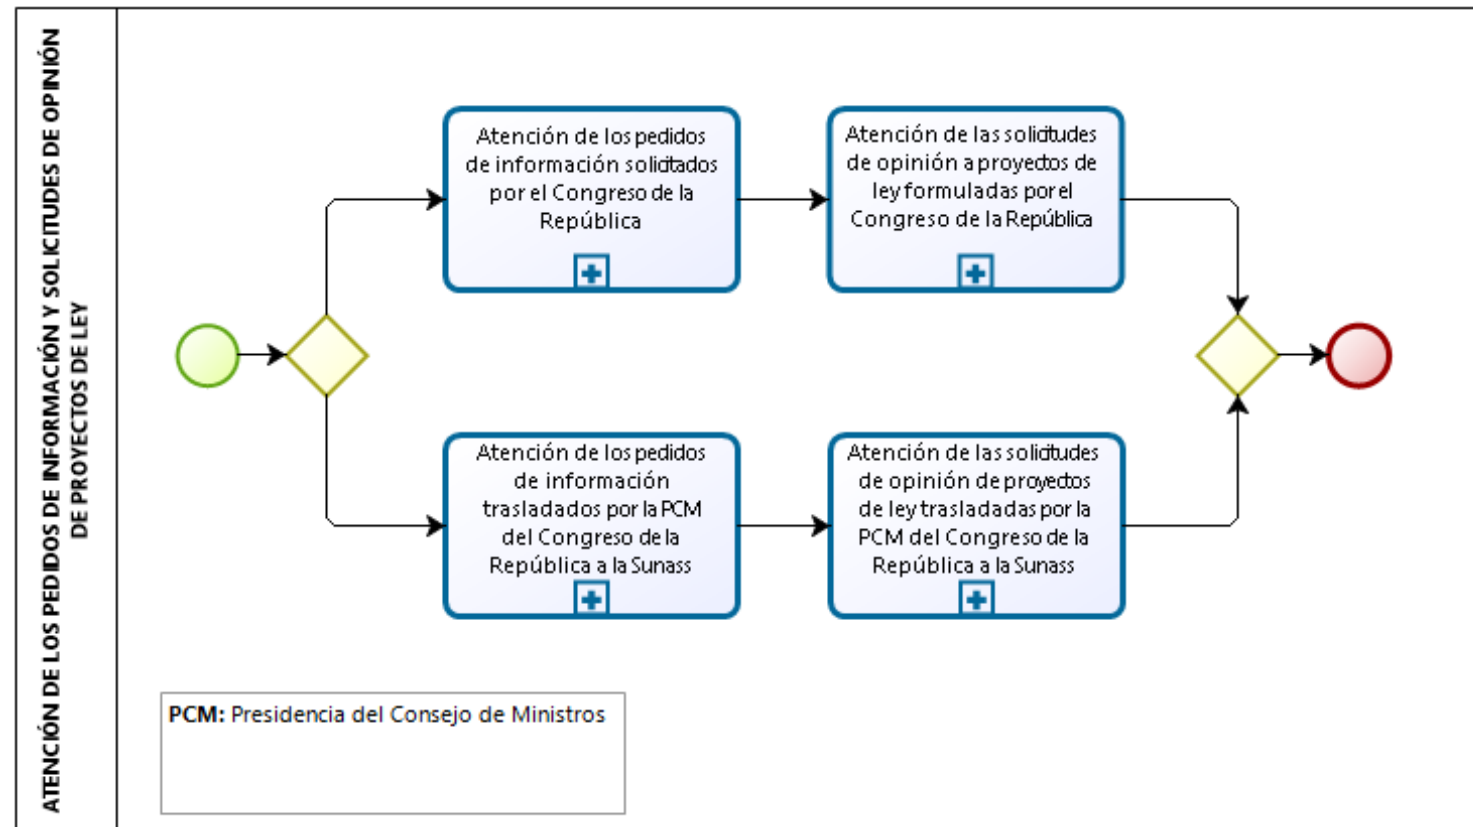 ATENCIÓN DE LOS PEDIDOS DE INFORMACIÓN Y SOLICITUDES DE OPINIÓN
DE PROYECTOS DE LEY
Atención de los pedidos
de información solicitados
por el Congreso de la
República
Atención de las solicitudes
de opinión a proyectos de
ley formuladas por el
Congreso de la República
Atención de los pedidos
de información
trasladados por la PCM
del Congreso de la
República a la Sunass
Atención de las solicitudes
de opinión de proyectos
de ley trasladadas por la
PCM del Congreso de la
República a la Sunass
PCM: Presidencia del Consejo de Ministros